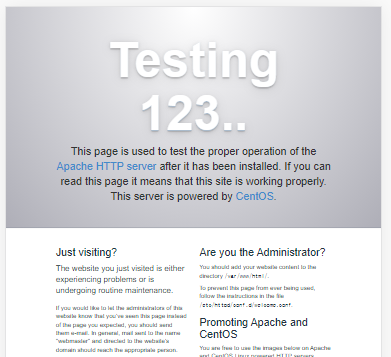 Testing
123..
This page is used to test the proper operation of the
Apache HTTP server after it has been installed. If you can
read this page it means that this site is working properly.
This server is powered by CentOS.
Just visiting?
The website you just visited is either
experiencing problems or is
undergoing routine maintenance.
If you would like to let the administrators of this
website know that you've seen this page instead
of the page you expected, you should send
them e-mail. In general, mail sent to the name
"webmaster" and directed to the website's
domain should reach the appropriate person.
Are you the Administrator?
You should add your website content to the
directory /var/www/html/.
To prevent this page from ever being used,
follow the instructions in the file
/etc/httpd/conf.d/welcome.conf.
Promoting Apache and
CentOS
You are free to use the images below on Apache
and CentOS Linux powered HTTP servers.